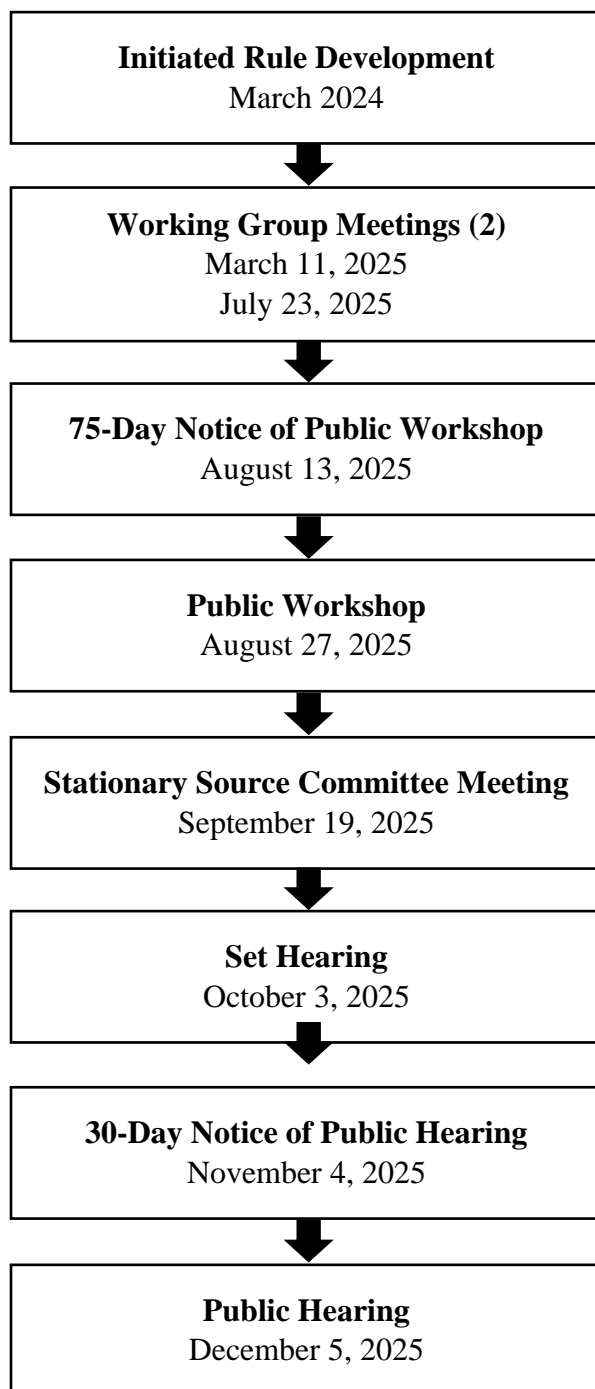 Initiated Rule Development
March 2024
Working Group Meetings (2)
March 11, 2025
July 23, 2025
75-Day Notice of Public Workshop
August 13, 2025
Public Workshop
August 27, 2025
Stationary Source Committee Meeting
September 19, 2025
Set Hearing
October 3, 2025
30-Day Notice of Public Hearing
November 4, 2025
Public Hearing
December 5, 2025